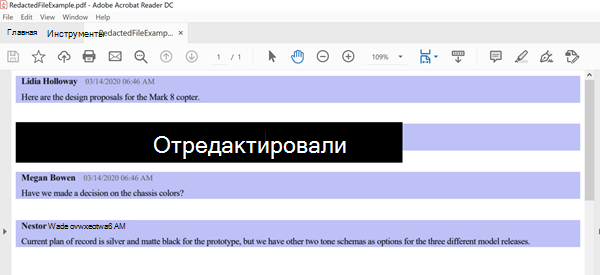 RedactedFileExample.pdf - Adobe Acrobat Reader DC
File Edit View Window Help
Главная Инструменты RedactedFileExamp... ×
1 / 1 109%
Lidia Holloway 03/14/2020 06:46 AM
Here are the design proposals for the Mark 8 copter.
Отредактировали
Megan Bowen 03/14/2020 06:46 AM
Have we made a decision on the chassis colors?
Nestor Wade AM
Current plan of record is silver and matte black for the prototype, but we have other two tone schemas as options for the three different model releases.